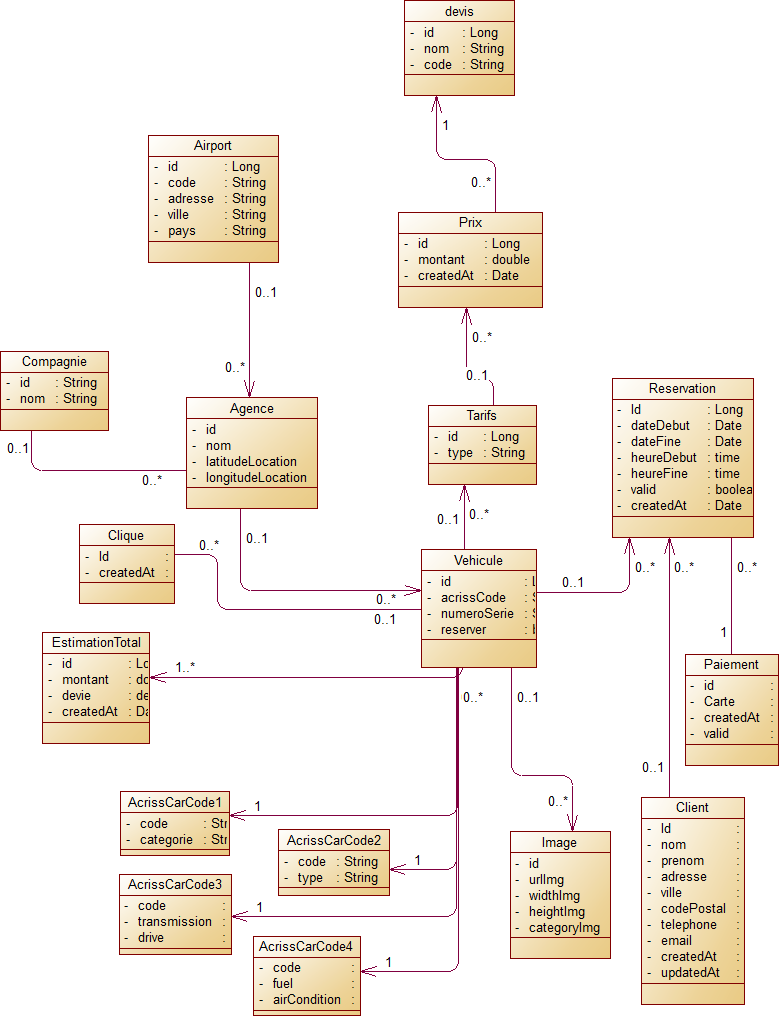 devis
- id : Long
- nom : String
- code : String
1
0..*
Airport
- id : Long
- code : String
- adresse : String
- ville : String
- pays : String
0..1
0..*
Prix
- id : Long
- montant : double
- createdAt : Date
0..*
0..1
Compagnie
- id : String
- nom : String
0..1
0..*
Agence
- id
- nom
- latitudeLocation
- longitudeLocation
0..1
0..*
Tarifs
- id : Long
- type : String
0..1
0..*
Reservation
- Id : Long
- dateDebut : Date
- dateFine : Date
- heureDebut : time
- heureFine : time
- valid : boolea
- createdAt : Date
0..1
0..*
0..*
0..*
Clique
- Id :
- createdAt :
0..*
0..1
Vehicule
- id : L
- acrissCode : S
- numeroSerie : S
- reserver : b
EstimationTotal
- id : Lo
- montant : do
- devie : de
- createdAt : Da
1..*
0..*
0..1
0..*
1
Paiement
- id :
- Carte :
- createdAt :
- valid :
0..1
AcrissCarCode1
- code : Str
- categorie : Str
1
AcrissCarCode2
- code : String
- type : String
1
AcrissCarCode3
- code :
- transmission :
- drive :
1
AcrissCarCode4
- code :
- fuel :
- airCondition :
1
Image
- id
- urlImg
- widthImg
- heightImg
- categoryImg
Client
- Id :
- nom :
- prenom :
- adresse :
- ville :
- codePostal :
- telephone :
- email :
- createdAt :
- updatedAt :